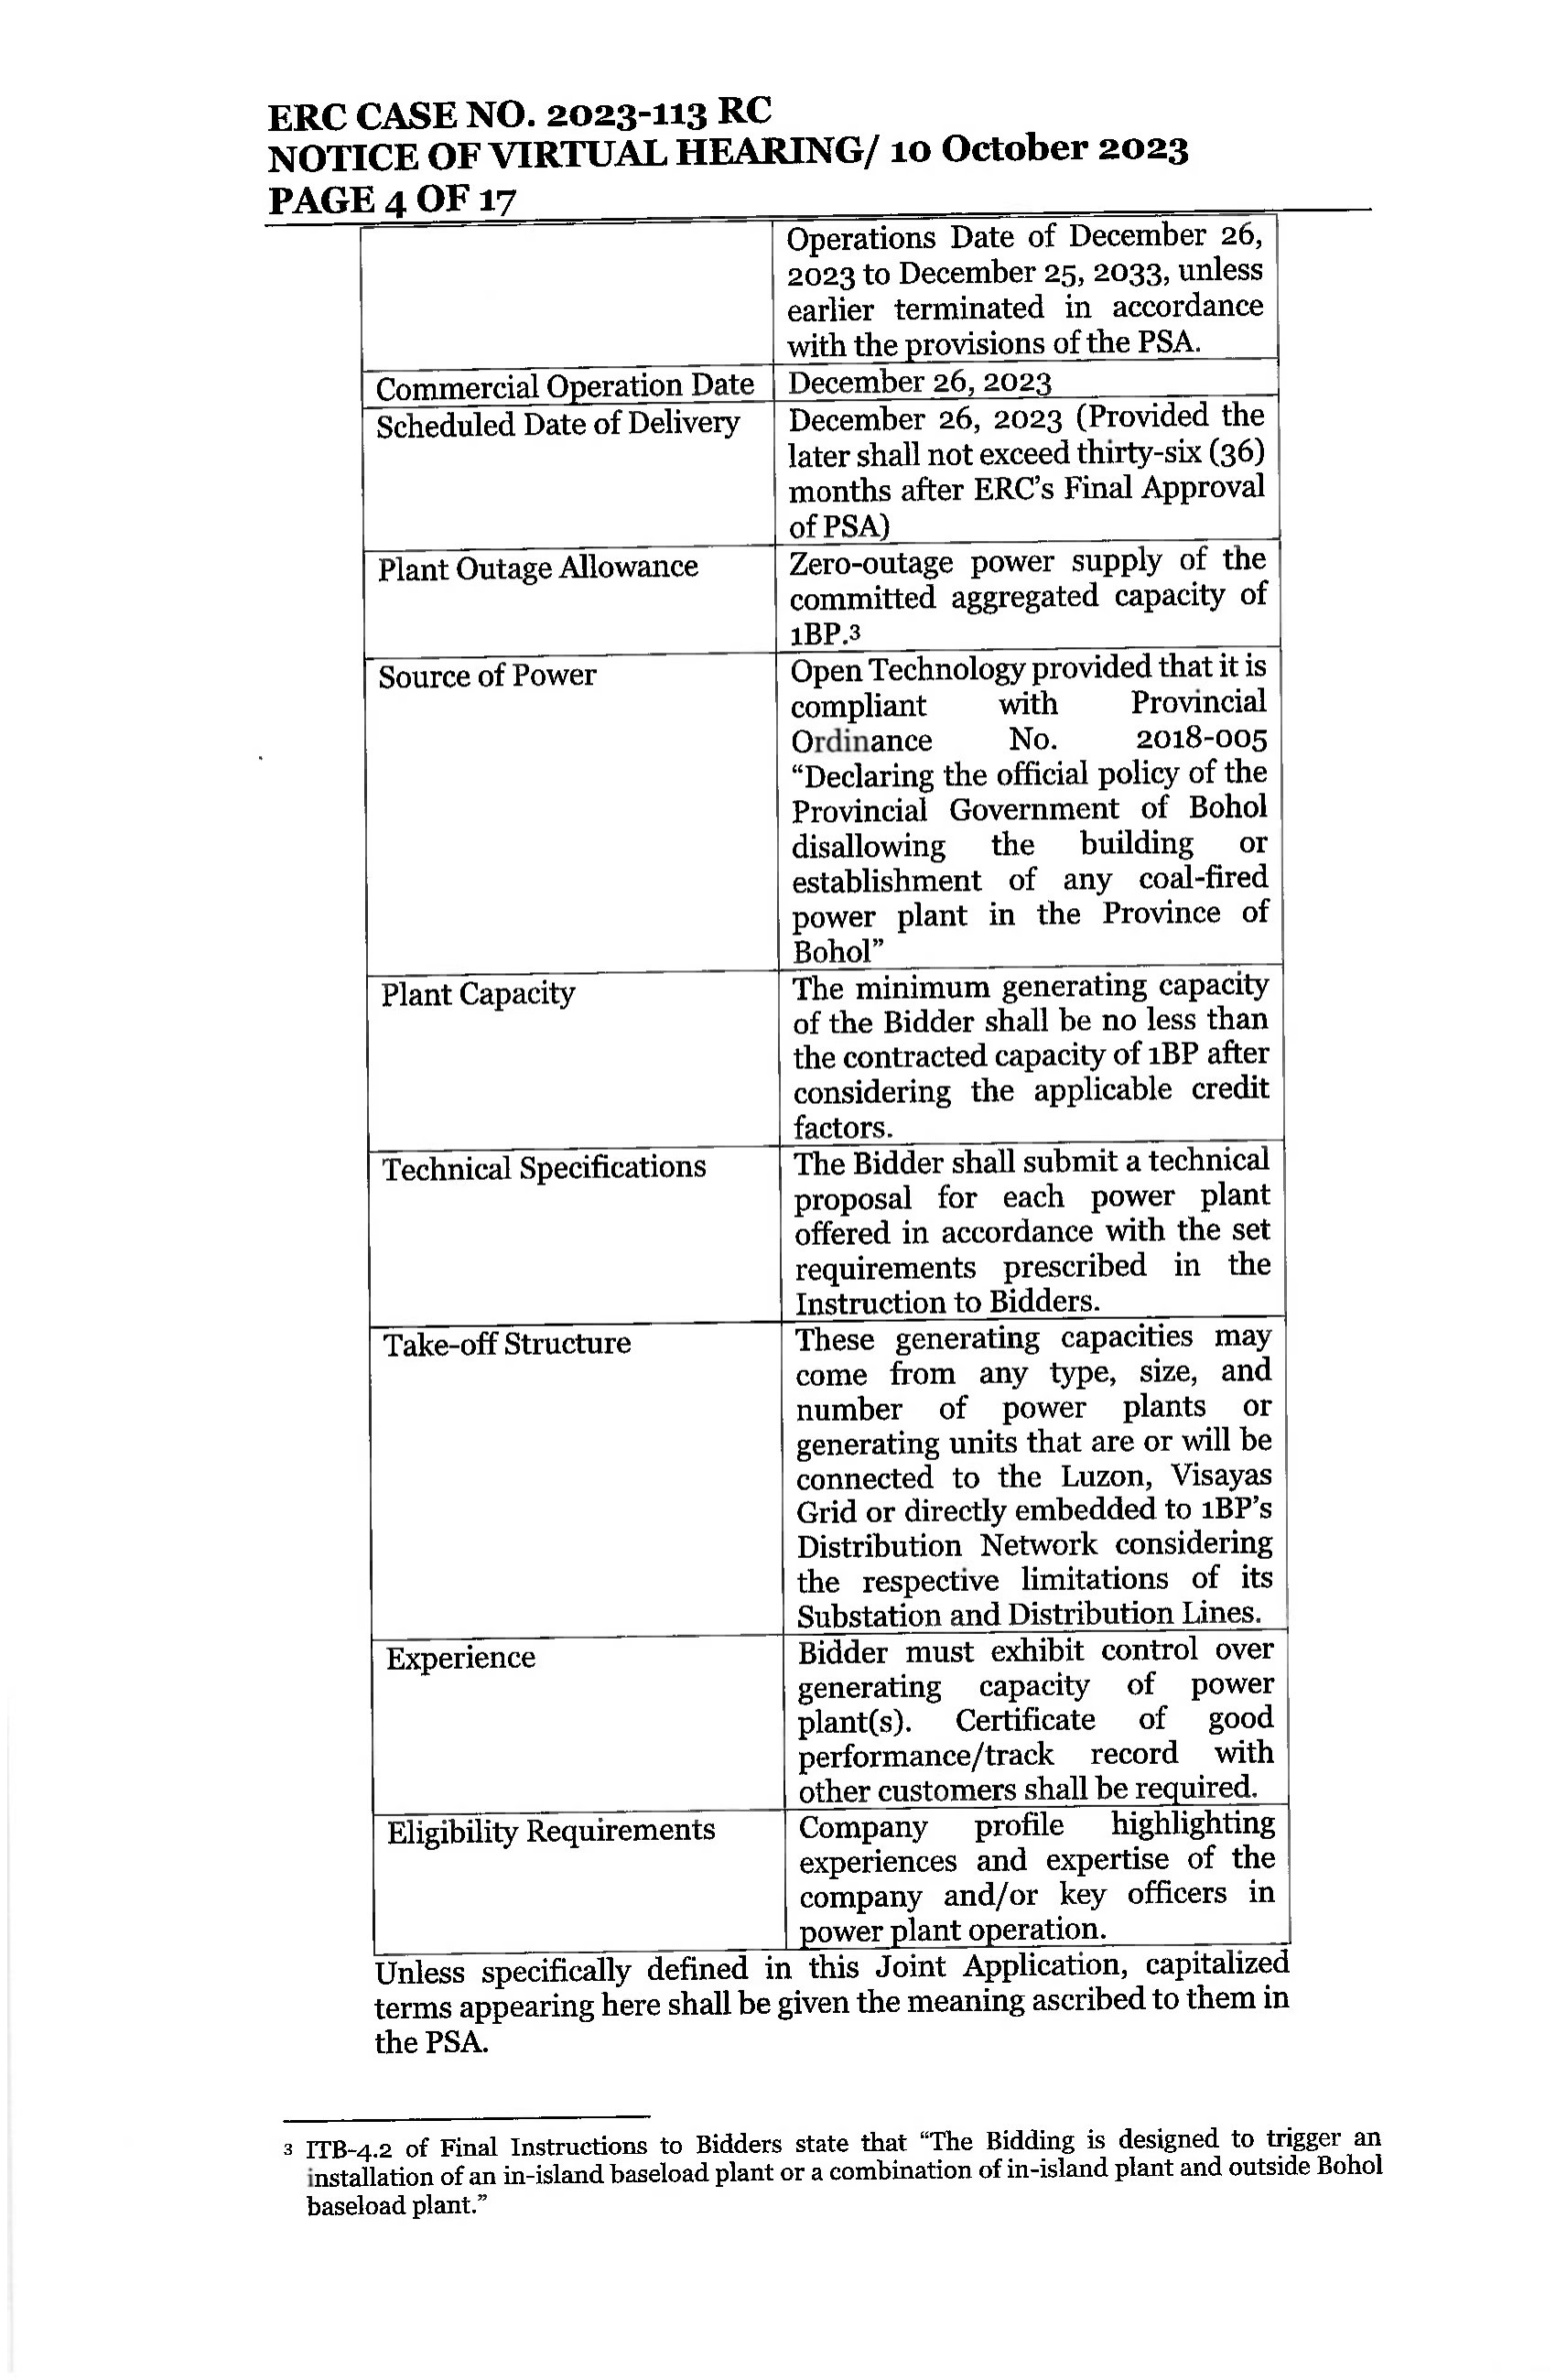 ERC CASE NO. 2023-113 RC
NOTICE OF VIRTUAL HEARING/ 10 October 2023
PAGE 4 OF 17
Operations Date of December 26,
2023 to December 25, 2033, unless
earlier terminated in accordance
with the provisions of the PSA.
Commercial Operation Date
December 26, 2023
Scheduled Date of Delivery
December 26, 2023 (Provided the
later shall not exceed thirty-six (36)
months after ERC’s Final Approval
of PSA)
Plant Outage Allowance
Zero-outage power supply of the
committed aggregated capacity of
1BP.3
Source of Power
Open Technology provided that it is
compliant with Provincial
Ordinance No. 2018-005
“Declaring the official policy of the
Provincial Government of Bohol
disallowing the building or
establishment of any coal-fired
power plant in the Province of
Bohol”
Plant Capacity
The minimum generating capacity
of the Bidder shall be no less than
the contracted capacity of 1BP after
considering the applicable credit
factors.
Technical Specifications
The Bidder shall submit a technical
proposal for each power plant
offered in accordance with the set
requirements prescribed in the
Instruction to Bidders.
Take-off Structure
These generating capacities may
come from any type, size, and
number of power plants or
generating units that are or will be
connected to the Luzon, Visayas
Grid or directly embedded to 1BP’s
Distribution Network considering
the respective limitations of its
Substation and Distribution Lines.
Experience
Bidder must exhibit control over
generating capacity of power
plant(s). Certificate of good
performance/track record with
other customers shall be required.
Eligibility Requirements
Company profile highlighting
experiences and expertise of the
company and/or key officers in
power plant operation.
Unless specifically defined in this Joint Application, capitalized
terms appearing here shall be given the meaning ascribed to them in
the PSA.
3 ITB-4.2 of Final Instructions to Bidders state that “The Bidding is designed to trigger an
installation of an in-island baseload plant or a combination of in-island plant and outside Bohol
baseload plant.”